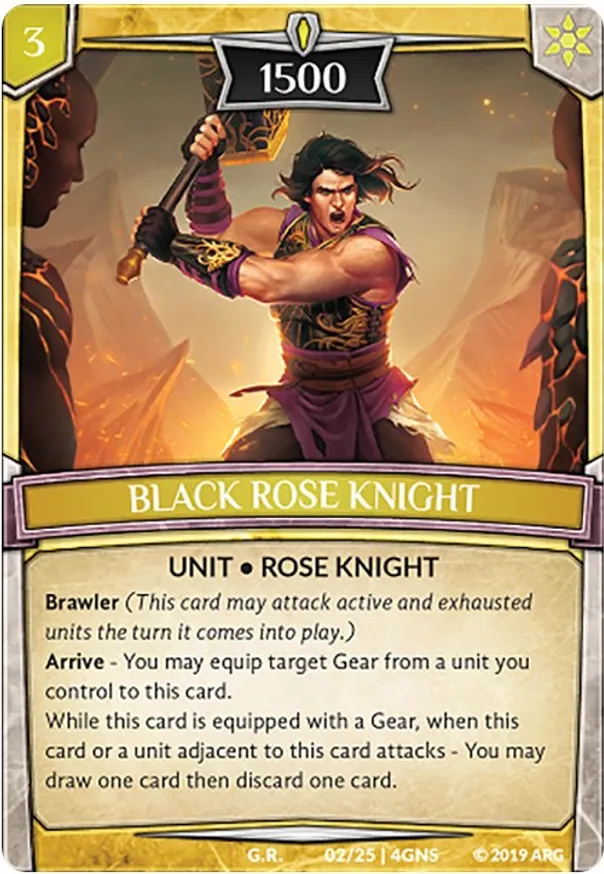 3
1500
BLACK ROSE KNIGHT
UNIT • ROSE KNIGHT
Brawler (This card may attack active and exhausted
units the turn it comes into play.)
Arrive - You may equip target Gear from a unit you
control to this card.
While this card is equipped with a Gear, when this
card or a unit adjacent to this card attacks - You may
draw one card then discard one card.
G.R. 02/25 | 4GNS © 2019 ARG